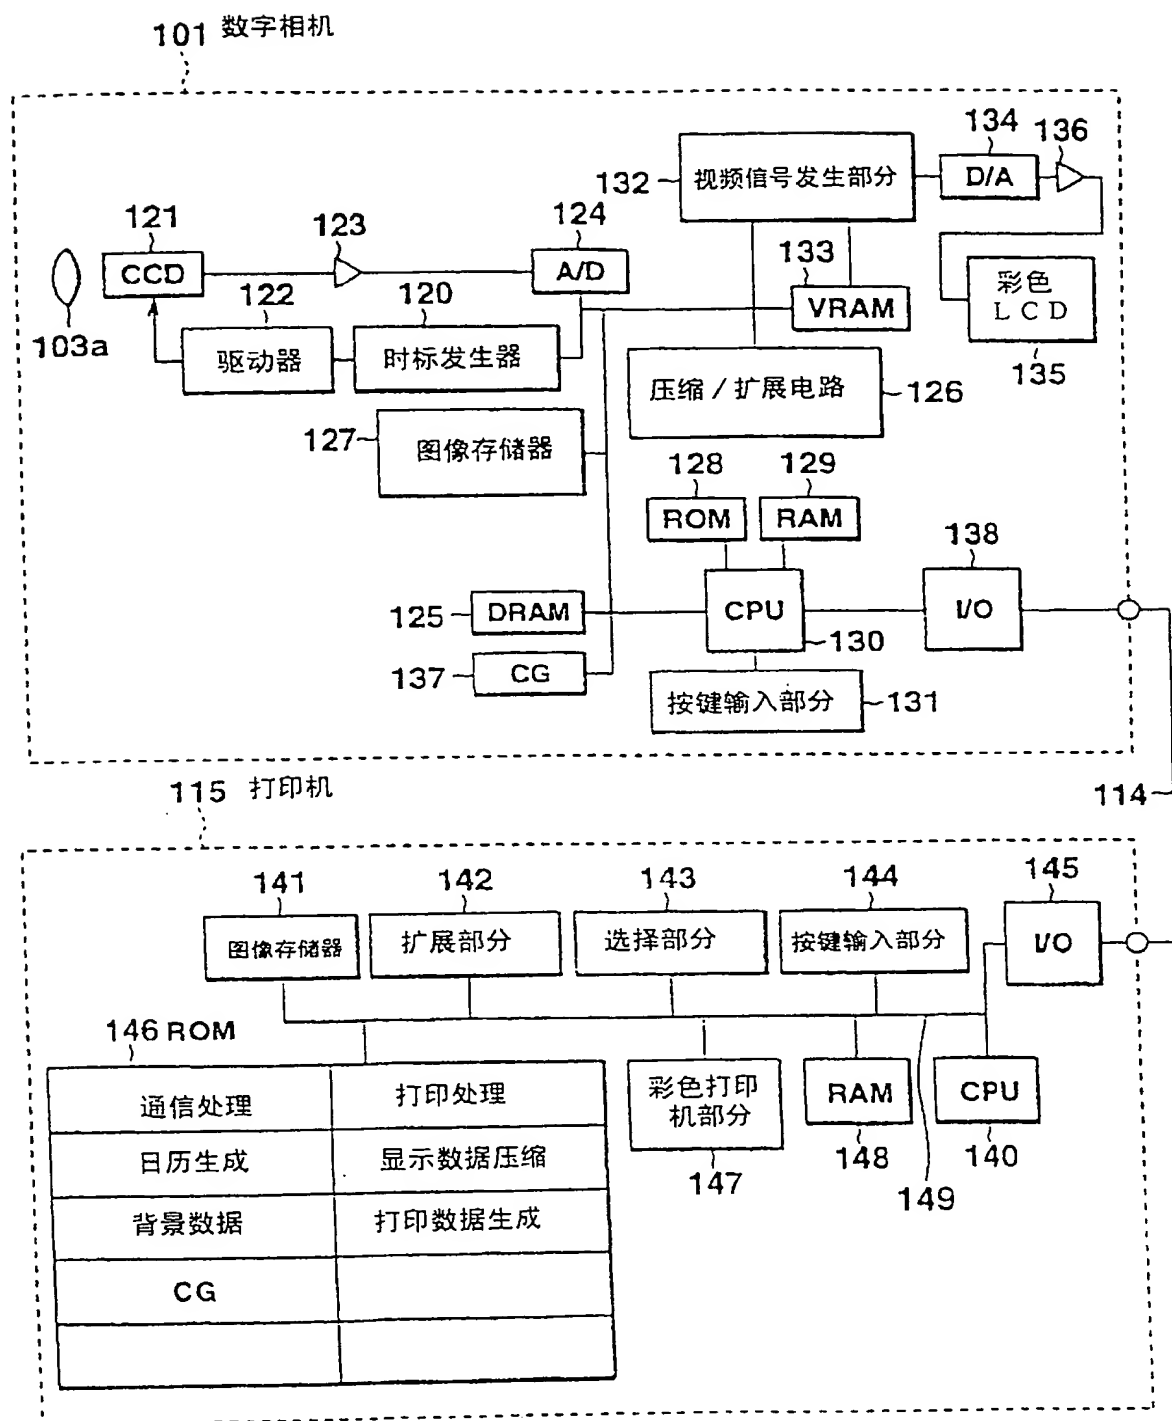 101 数字相机
134
136
132
视频信号发生部分
D/A
121
123
124
133
CCD
A/D
彩色
LCD
122
120
VRAM
103a
驱动器
时标发生器
135
压缩/扩展电路
126
127
图像存储器
128
129
ROM
RAM
138
125
DRAM
CPU
I/O
130
137
CG
按键输入部分
131
115 打印机
114
141
142
143
144
145
图像存储器
扩展部分
选择部分
按键输入部分
I/O
146 ROM
通信处理
打印处理
彩色打印
机部分
RAM
CPU
日历生成
显示数据压缩
147
148
140
149
背景数据
打印数据生成
CG